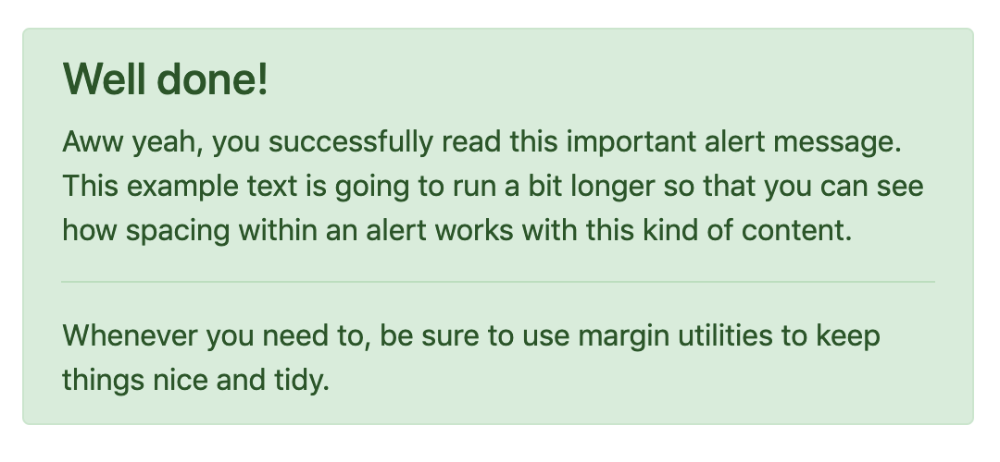 Well done!
Aww yeah, you successfully read this important alert message.
This example text is going to run a bit longer so that you can see
how spacing within an alert works with this kind of content.
Whenever you need to, be sure to use margin utilities to keep
things nice and tidy.